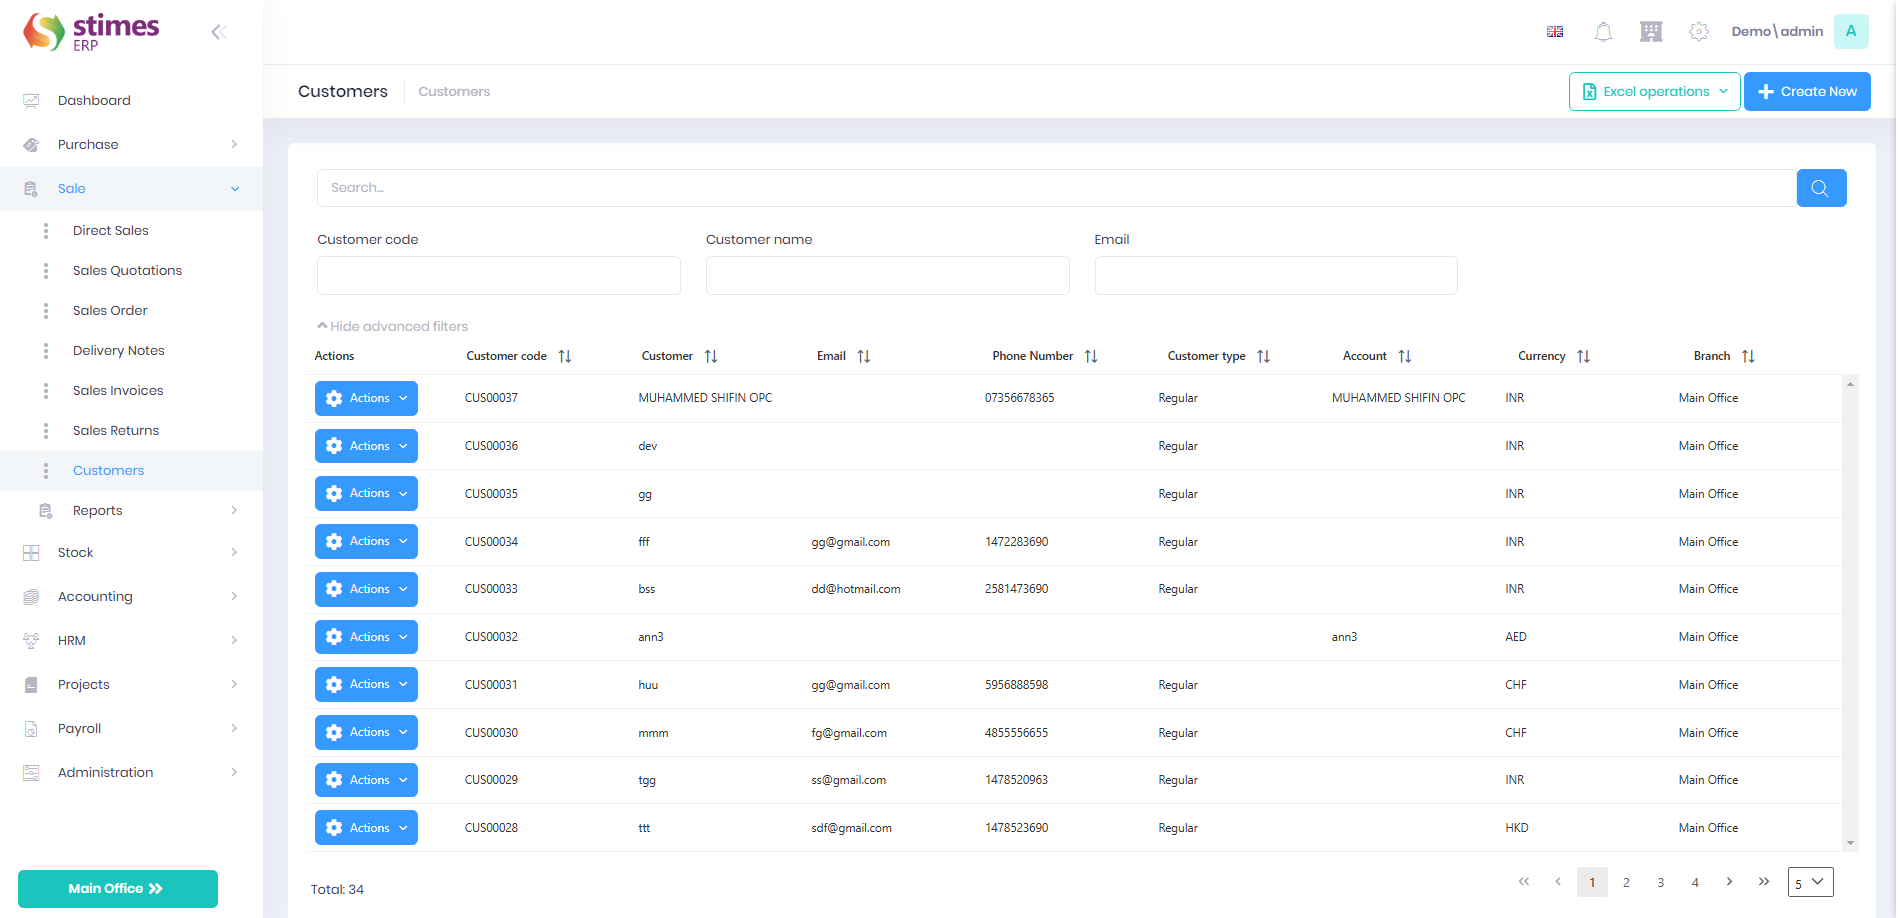 stimes
ERP
Demo\admin
A
Dashboard
Purchase
Sale
Direct Sales
Sales Quotations
Sales Order
Delivery Notes
Sales Invoices
Sales Returns
Customers
Reports
Stock
Accounting
HRM
Projects
Payroll
Administration
Main Office
Customers Customers
Excel operations
Create New
Search...
Customer code Customer name Email
Hide advanced filters
Actions Customer code Customer Email Phone Number Customer type Account Currency Branch
Actions CUS00037 MUHAMMED SHIFIN OPC 07356678365 Regular MUHAMMED SHIFIN OPC INR Main Office
Actions CUS00036 dev Regular INR Main Office
Actions CUS00035 gg Regular INR Main Office
Actions CUS00034 fff gg@gmail.com 1472283690 Regular INR Main Office
Actions CUS00033 bss dd@hotmail.com 2581473690 Regular INR Main Office
Actions CUS00032 ann3 ann3 AED Main Office
Actions CUS00031 huu gg@gmail.com 5956888598 Regular CHF Main Office
Actions CUS00030 mmm fg@gmail.com 4855556655 Regular CHF Main Office
Actions CUS00029 tgg ss@gmail.com 1478520963 Regular INR Main Office
Actions CUS00028 ttt sdf@gmail.com 1478523690 Regular HKD Main Office
Total: 34
1 2 3 4 5